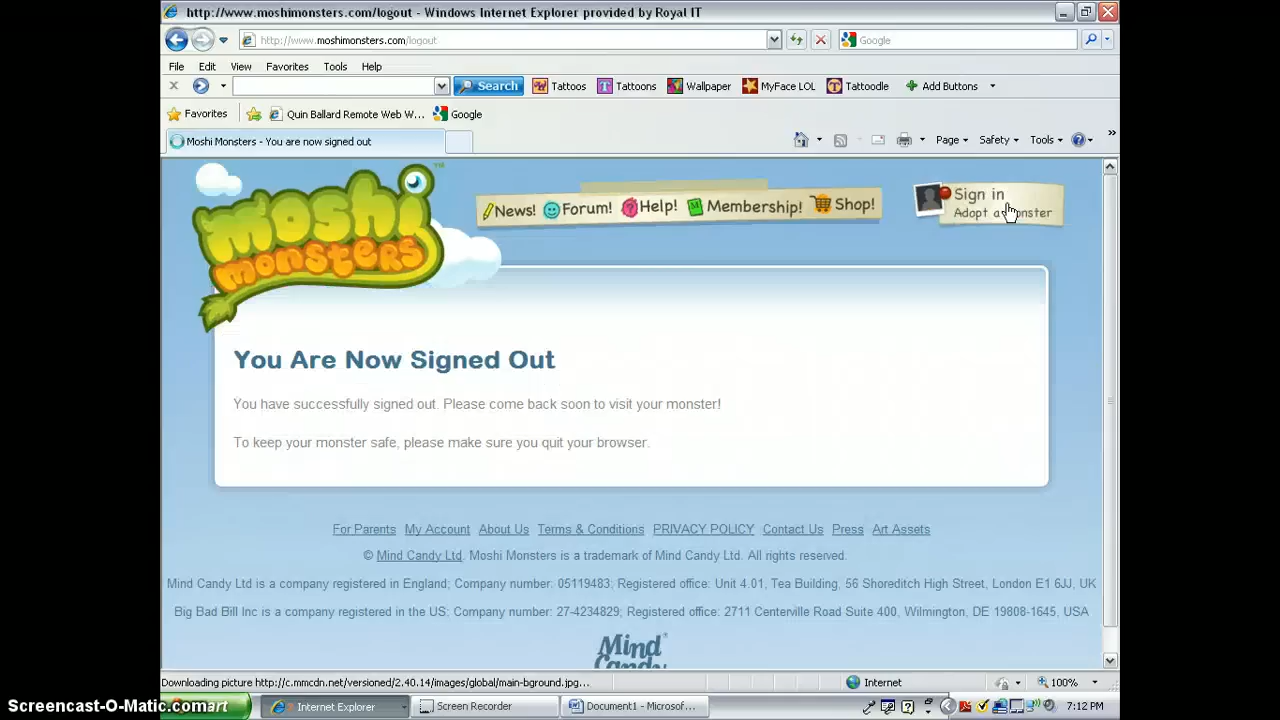 http://www.moshimonsters.com/logout - Windows Internet Explorer provided by Royal IT
http://www.moshimonsters.com/logout
Google
File Edit View Favorites Tools Help
Search Tattoos Tattoons Wallpaper MyFace LOL Tattoodle Add Buttons
Favorites Quin Ballard Remote Web W... Google
Moshi Monsters - You are now signed out
Page Safety Tools
moshi monsters
TM
News! Forum! Help! Membership! Shop!
Sign in
Adopt a
You Are Now Signed Out
You have successfully signed out. Please come back soon to visit your monster!
To keep your monster safe, please make sure you quit your browser.
For Parents My Account About Us Terms & Conditions PRIVACY POLICY Contact Us Press Art Assets
© Mind Candy Ltd. Moshi Monsters is a trademark of Mind Candy Ltd. All rights reserved.
Mind Candy Ltd is a company registered in England; Company number: 05119483; Registered office: Unit 4.01, Tea Building, 56 Shoreditch High Street, London E1 6JJ, UK
Big Bad Bill Inc is a company registered in the US; Company number: 27-4234829; Registered office: 2711 Centerville Road Suite 400, Wilmington, DE 19808-1645, USA
Mind
Candy
Downloading picture http://c.mmcdn.net/versioned/2.40.14/images/global/main-bground.jpg...
Internet 100%
Screencast-O-Matic.com
art
Internet Explorer Screen Recorder Document1 - Microsof... 7:12 PM